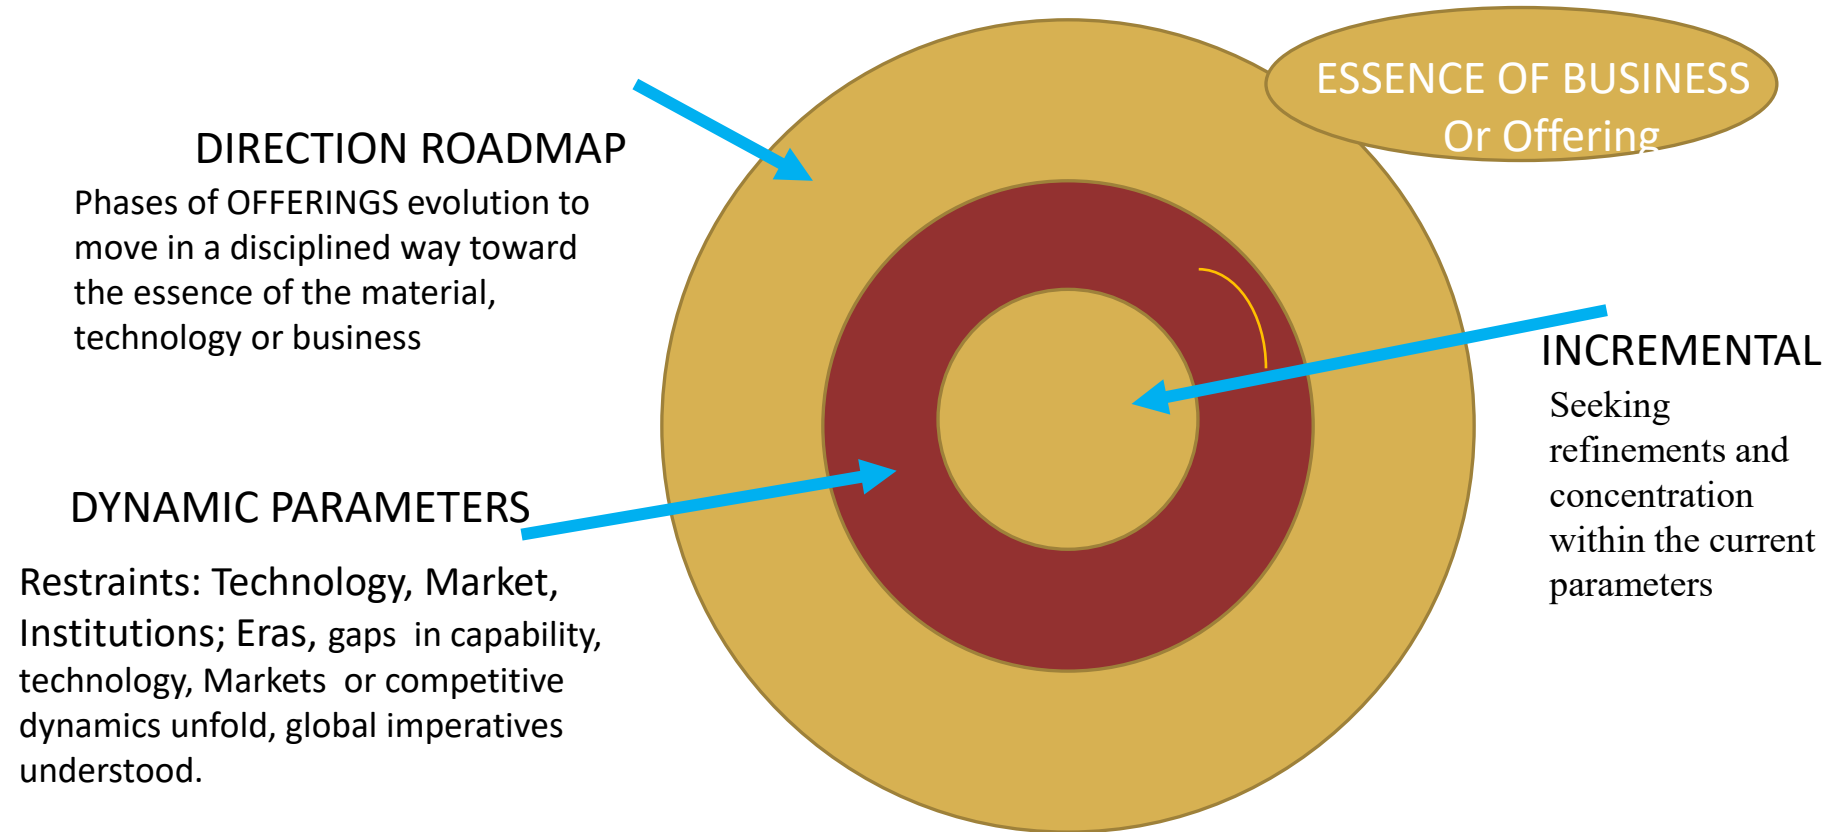 ESSENCE OF BUSINESS
Or Offering
DIRECTION ROADMAP
Phases of OFFERINGS evolution to
move in a disciplined way toward
the essence of the material,
technology or business
INCREMENTAL
Seeking
refinements and
concentration
within the current
parameters
DYNAMIC PARAMETERS
Restraints: Technology, Market,
Institutions; Eras, gaps in capability,
technology, Markets or competitive
dynamics unfold, global imperatives
understood.